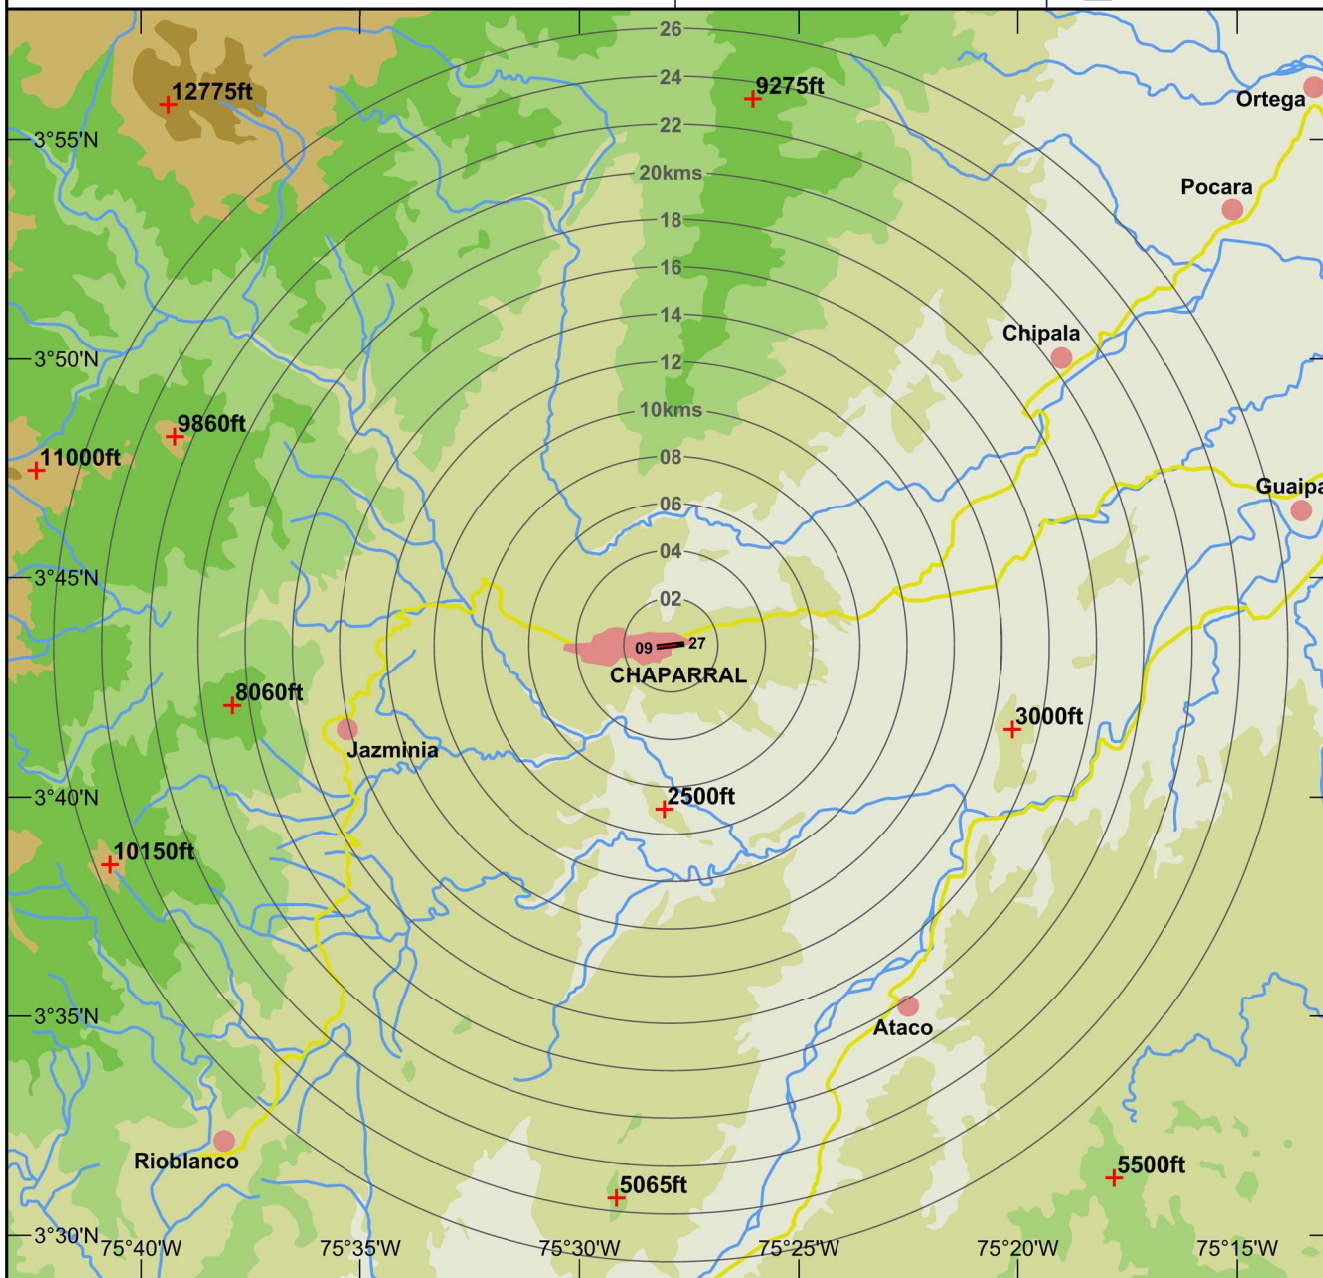 26
24
12775ft
9275ft
Ortega
22
3°55'N
20kms
Pocara
18
16
14
Chipala
3°50'N
12
10kms
9860ft
11000ft
08
Guaipa
06
04
3°45'N
02
09
27
CHAPARRAL
8060ft
3000ft
Jazminia
3°40'N
2500ft
10150ft
3°35'N
Ataco
Rioblanco
5500ft
5065ft
3°30'N
75°40'W
75°35'W
75°30'W
75°25'W
75°20'W
75°15'W